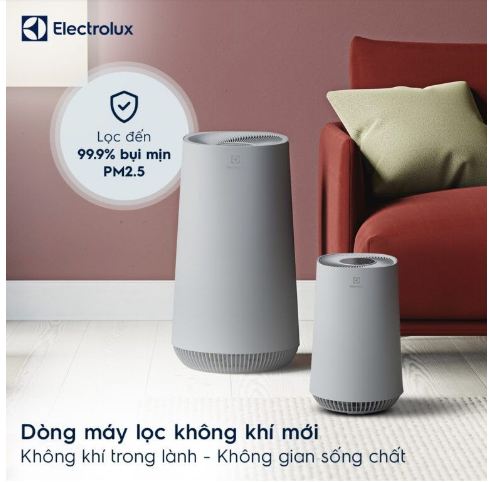 Electrolux
Lọc đến
99.9% bụi mịn
PM2.5
Dòng máy lọc không khí mới
Không khí trong lành - Không gian sống chất